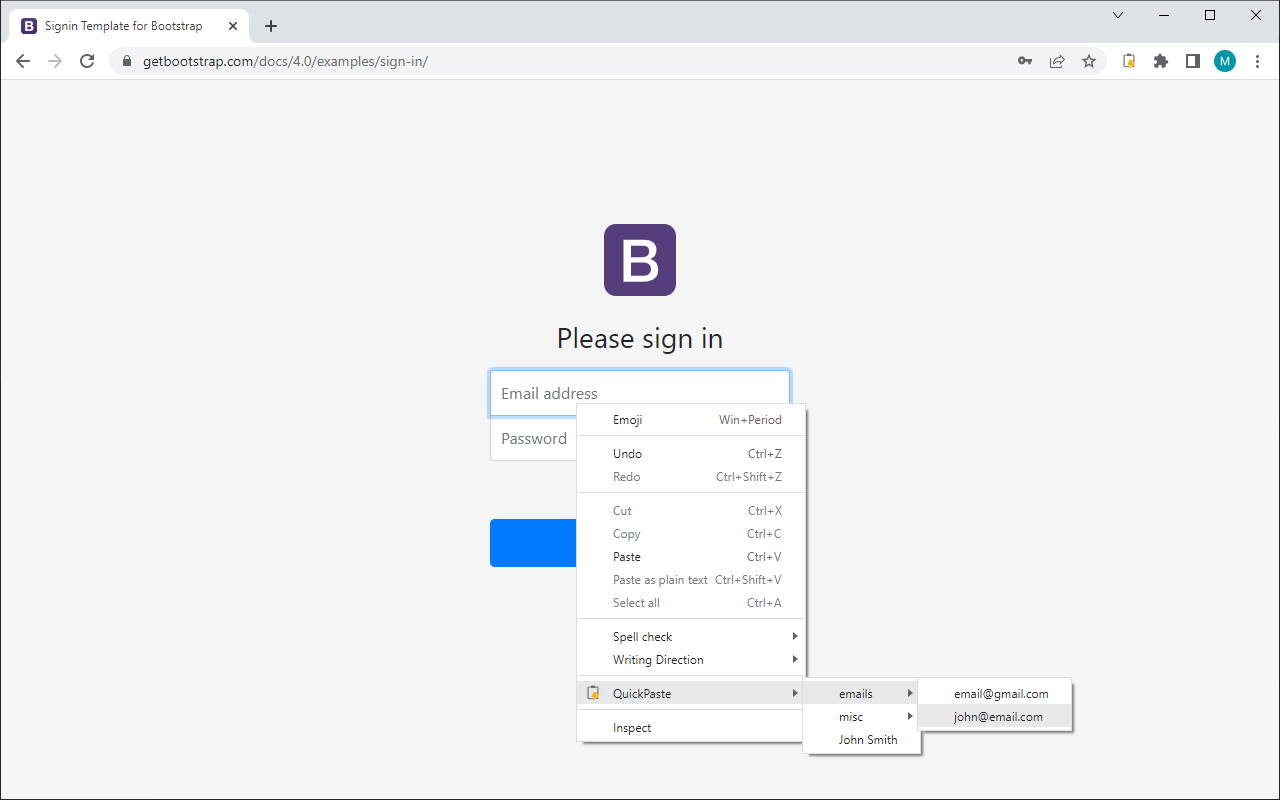 B Signin Template for Bootstrap
getbootstrap.com/docs/4.0/examples/sign-in/
M
B
Please sign in
Email address
Password
Emoji Win+Period
Undo Ctrl+Z
Redo Ctrl+Shift+Z
Cut Ctrl+X
Copy Ctrl+C
Paste Ctrl+V
Paste as plain text Ctrl+Shift+V
Select all Ctrl+A
Spell check
Writing Direction
QuickPaste
Inspect
emails
misc
John Smith
email@gmail.com
john@email.com